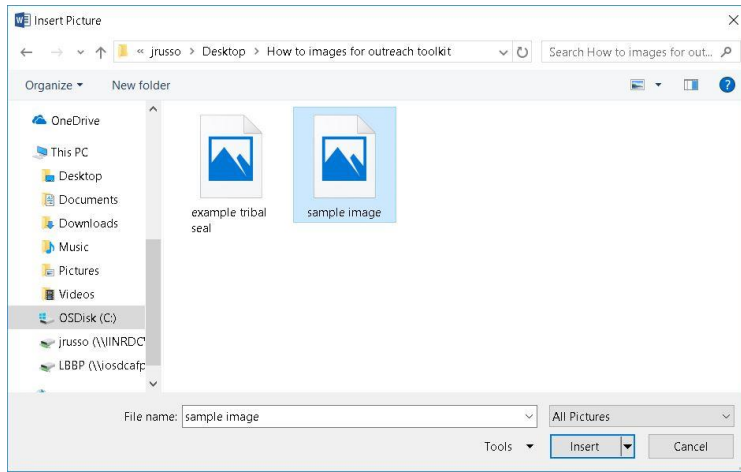 Insert Picture
« jrusso > Desktop > How to images for outreach toolkit
Search How to images for out...
Organize
New folder
OneDrive
This PC
Desktop
Documents
Downloads
Music
Pictures
Videos
OSDisk (C:)
jrusso (\\IINRDC
LBBP (\\iosdcafp
example tribal
seal
sample image
File name: sample image
All Pictures
Tools
Insert
Cancel